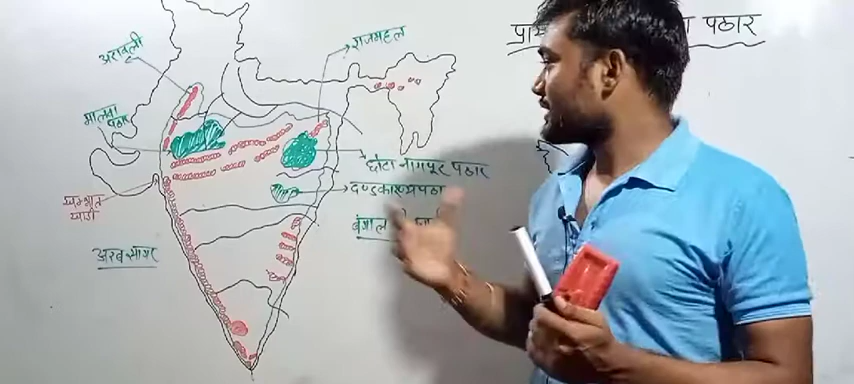 पठार
अरावली
राजमहल
मालवा
पठार
छोटा नागपुर पठार
दण्डकारण्य पठा
खम्भात
खाड़ी
बंगाल
अरब सागर